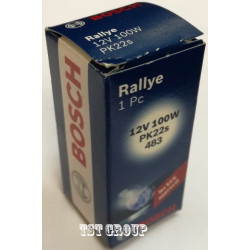 Rallye
12V 100W
PK22s
BOSCH
Rallye
1 Pc
12V 100W
PK22s
483
TST GROUP